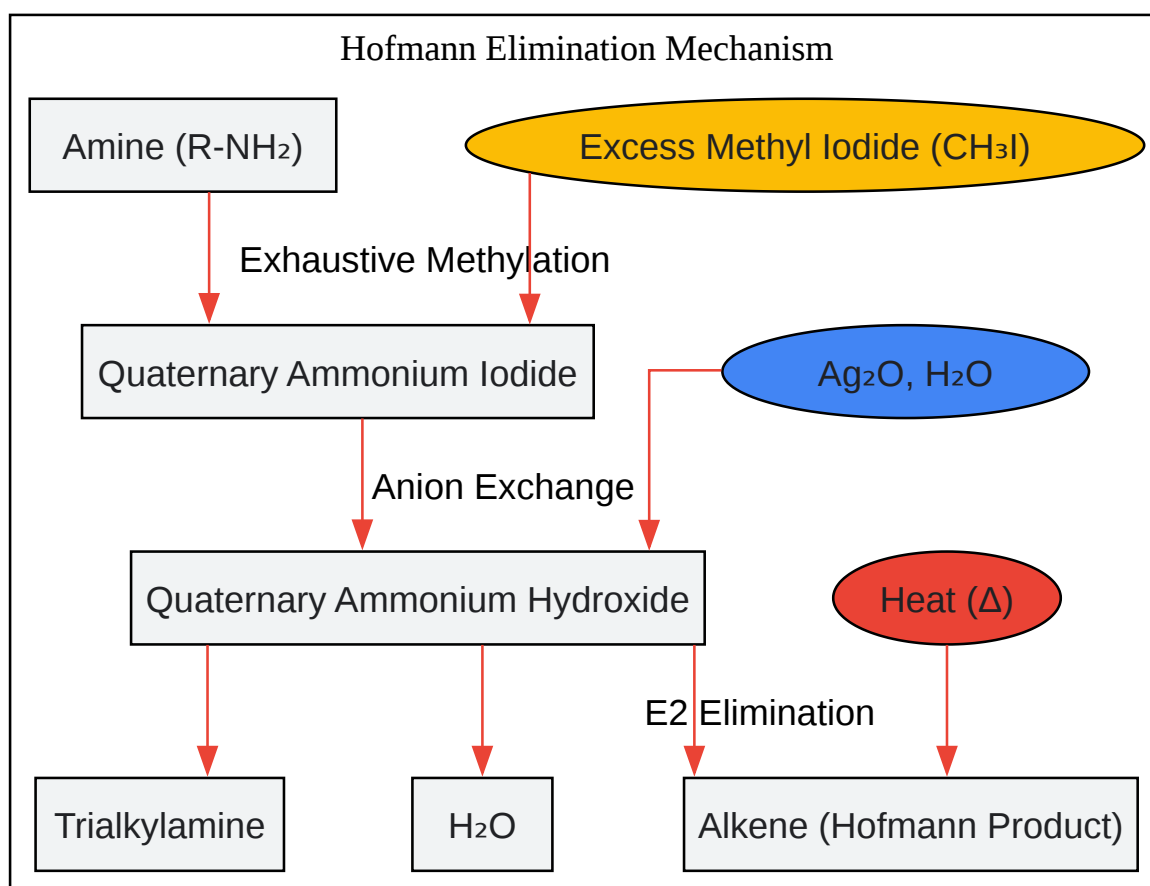 Hofmann Elimination Mechanism
Amine (R-NH₂)
Excess Methyl Iodide (CH₃I)
Exhaustive Methylation
Quaternary Ammonium Iodide
Ag₂O, H₂O
Anion Exchange
Quaternary Ammonium Hydroxide
Heat (Δ)
E2 Elimination
Trialkylamine
H₂O
Alkene (Hofmann Product)